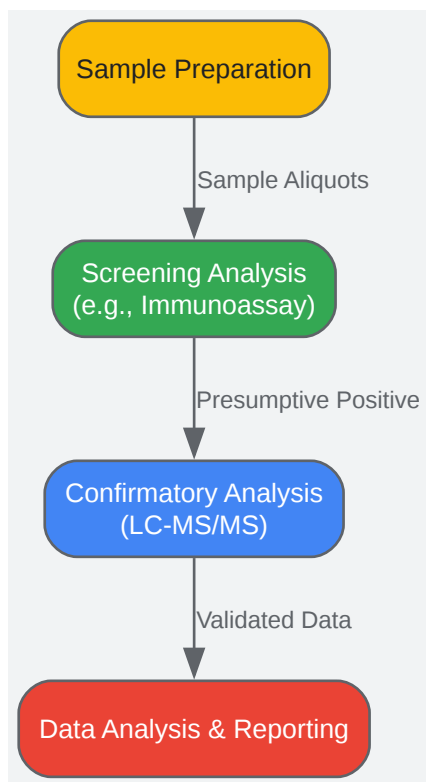 Sample Preparation
Sample Aliquots
Screening Analysis
(e.g., Immunoassay)
Presumptive Positive
Confirmatory Analysis
(LC-MS/MS)
Validated Data
Data Analysis & Reporting